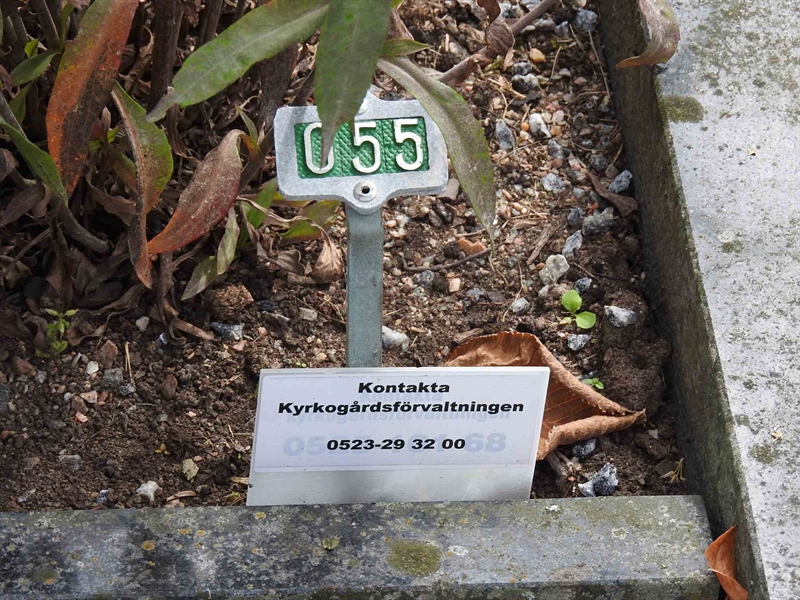 055
Kontakta
Kyrkogårdsförvaltningen
0523-29 32 00